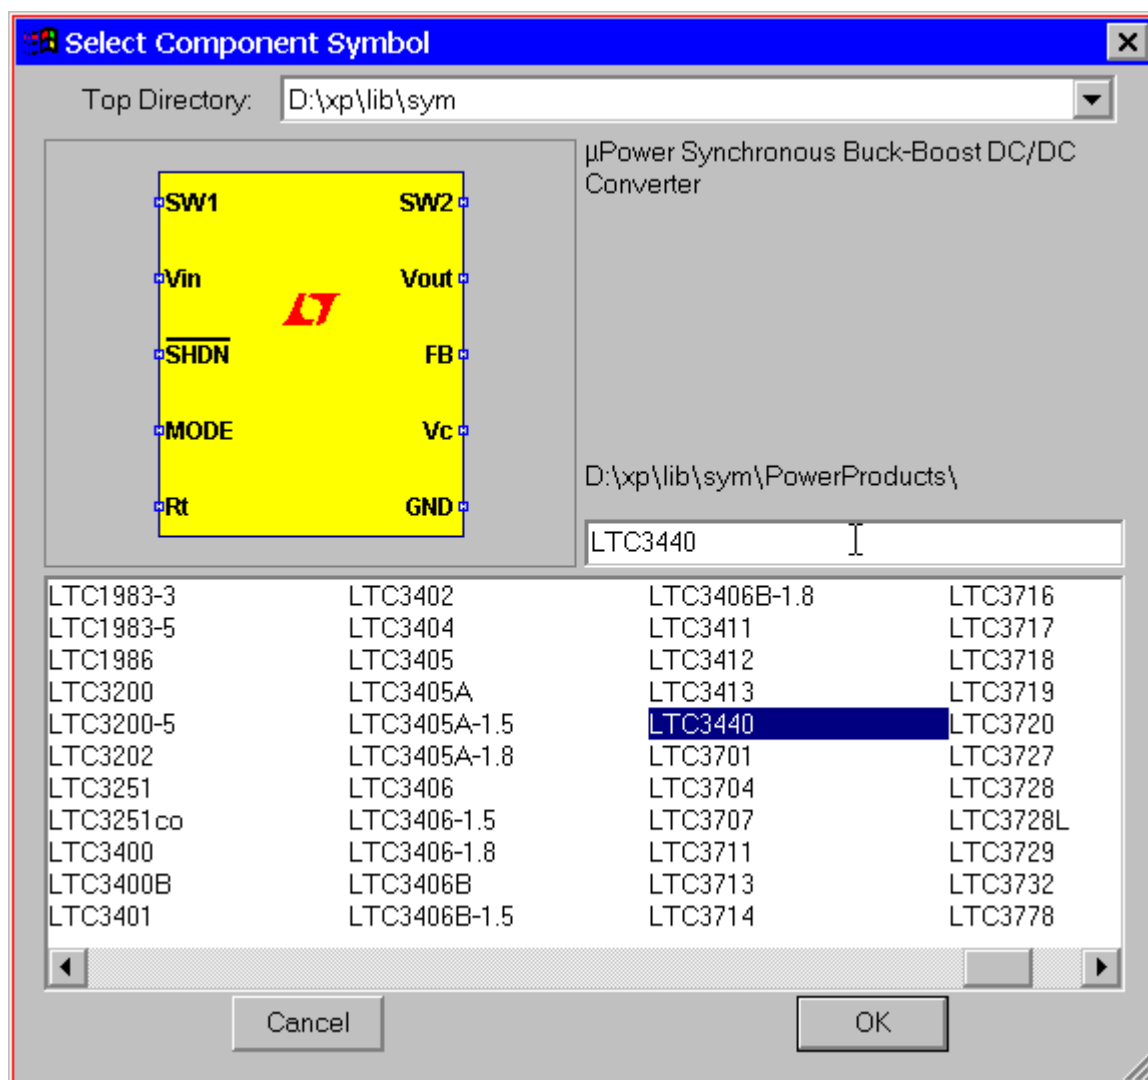 Select Component Symbol
Top Directory: D:\xp\lib\sym
µPower Synchronous Buck-Boost DC/DC
Converter
SW1 SW2
Vin Vout
SHDN FB
MODE Vc
Rt GND
D:\xp\lib\sym\PowerProducts\
LTC3440
LTC1983-3 LTC3402 LTC3406B-1.8 LTC3716
LTC1983-5 LTC3404 LTC3411 LTC3717
LTC1986 LTC3405 LTC3412 LTC3718
LTC3200 LTC3405A LTC3413 LTC3719
LTC3200-5 LTC3405A-1.5 LTC3440 LTC3720
LTC3202 LTC3405A-1.8 LTC3701 LTC3727
LTC3251 LTC3406 LTC3704 LTC3728
LTC3251co LTC3406-1.5 LTC3707 LTC3728L
LTC3400 LTC3406-1.8 LTC3711 LTC3729
LTC3400B LTC3406B LTC3713 LTC3732
LTC3401 LTC3406B-1.5 LTC3714 LTC3778
Cancel OK